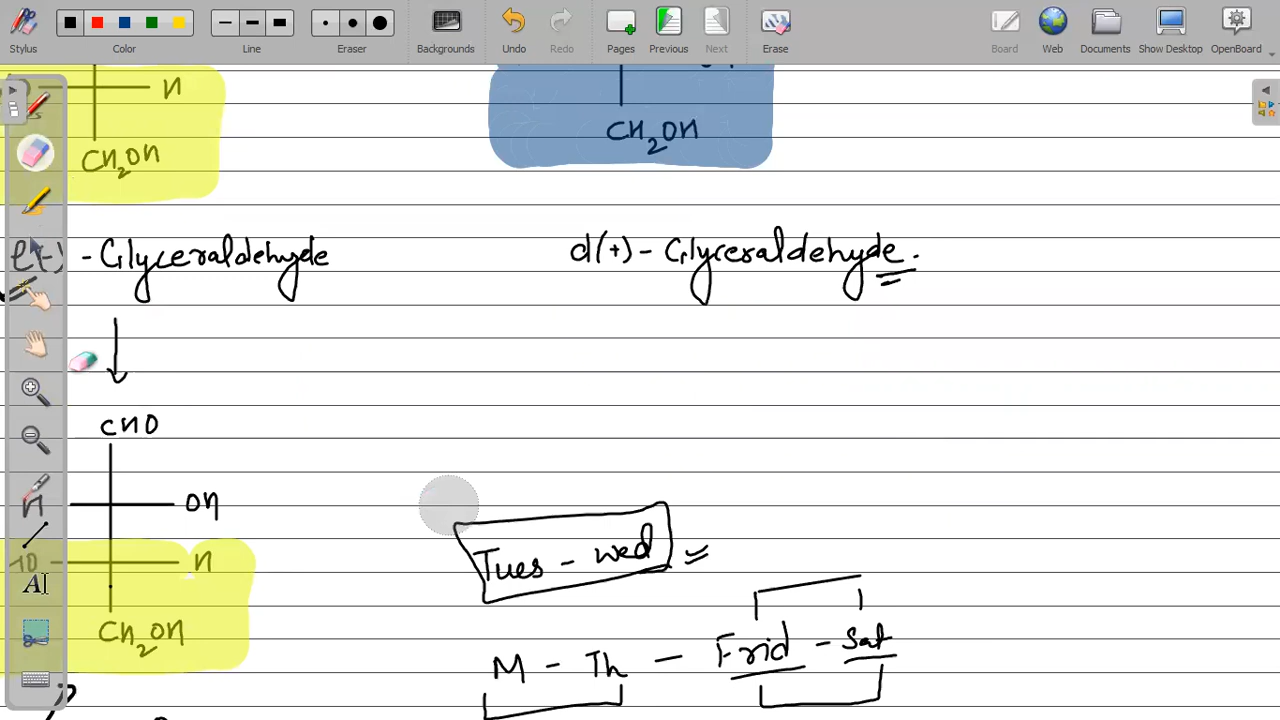 Stylus Color Line Eraser Backgrounds Undo Redo Pages Previous Next Erase Board Web Documents Show Desktop OpenBoard
H
CH2OH
CH2OH
l(-) - Glyceraldehyde
d(+) - Glyceraldehyde.
CHO
OH
HO H
CH2OH
Tues - wed
M - Th - Frid - Sat